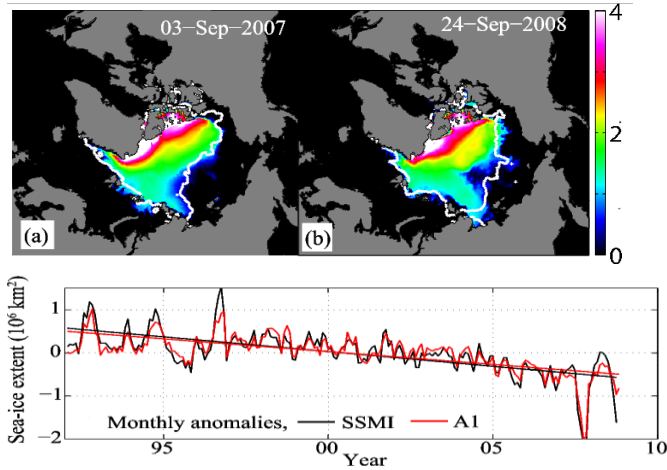 03-Sep-2007
24-Sep-2008
4
2
0
(a)
(b)
Sea-ice extent (10⁶ km²)
1
0
−1
−2
Monthly anomalies, SSMI A1
95 00 05 10
Year